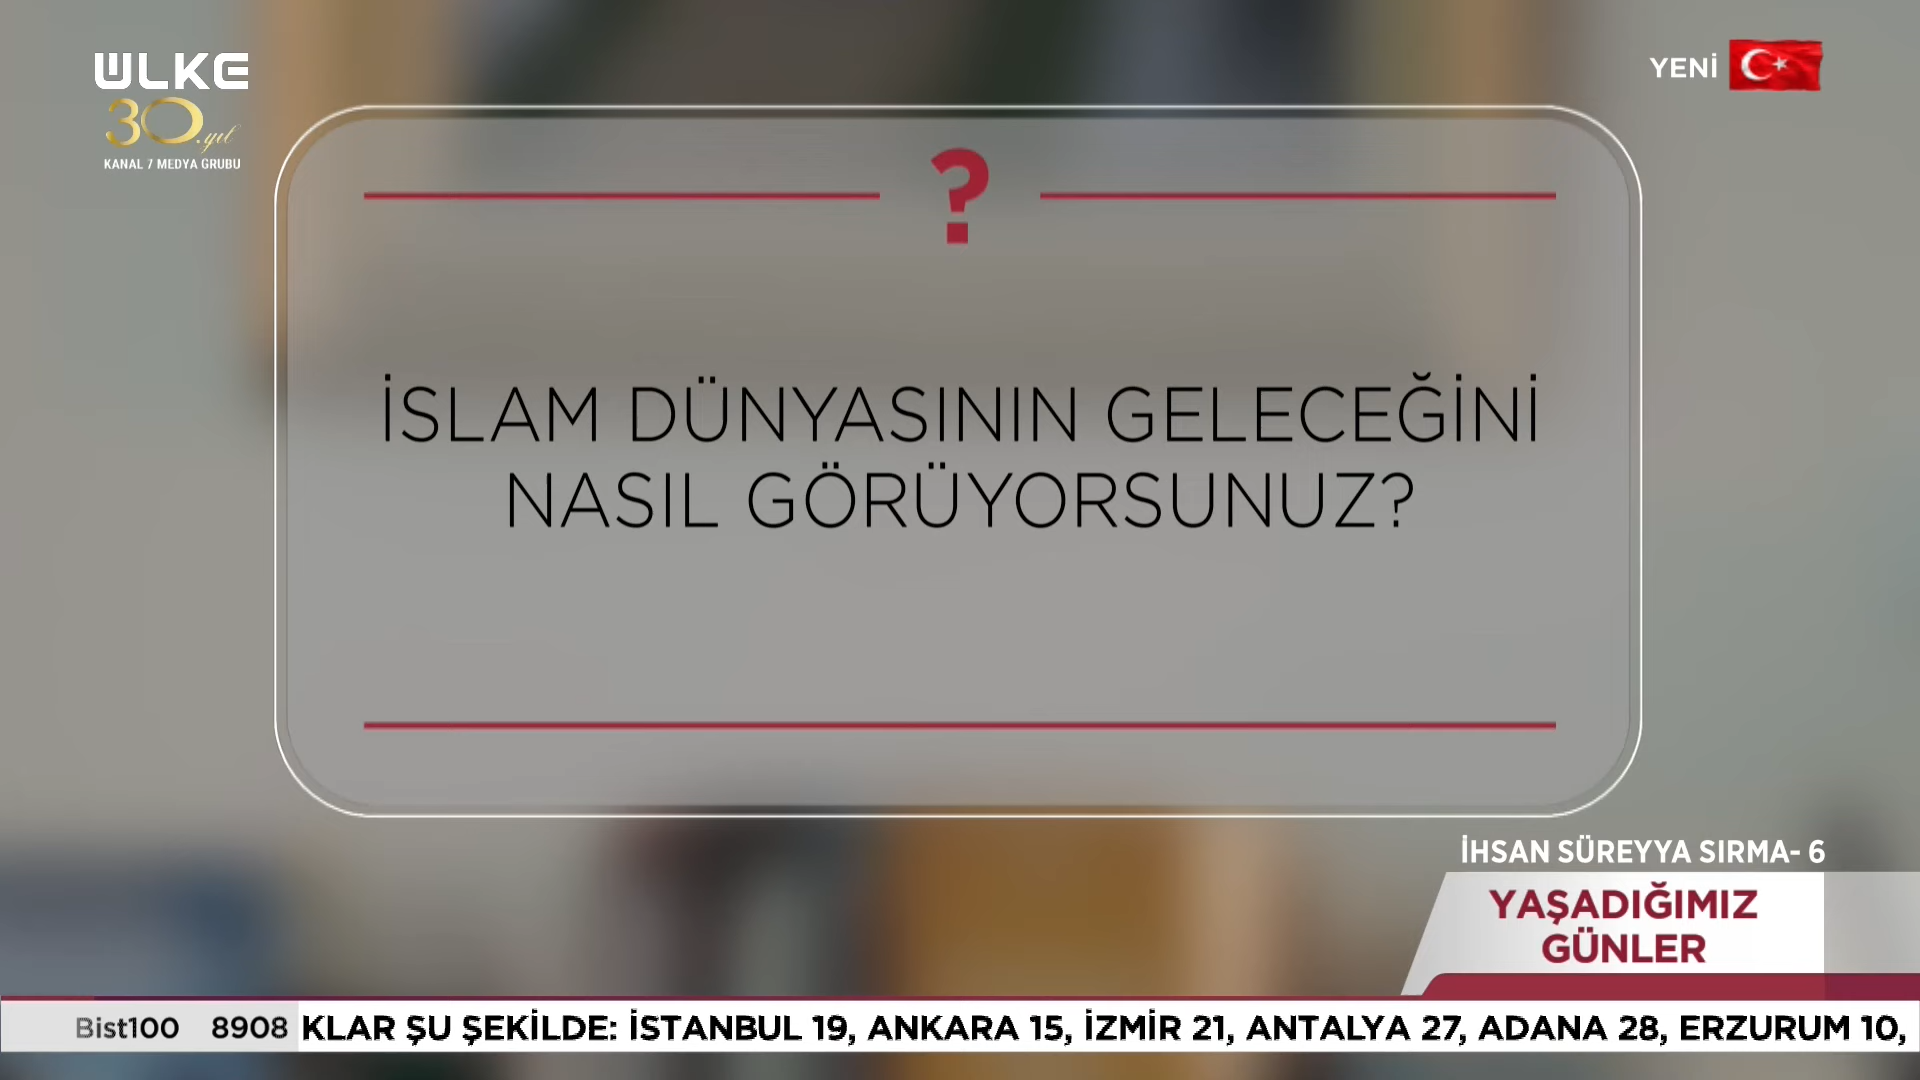 ÜLKE
30.yıl
KANAL 7 MEDYA GRUBU
YENİ
?
İSLAM DÜNYASININ GELECEĞİNİ
NASIL GÖRÜYORSUNUZ?
İHSAN SÜREYYA SIRMA- 6
YAŞADIĞIMIZ
GÜNLER
Bist100 8908 KLAR ŞU ŞEKİLDE: İSTANBUL 19, ANKARA 15, İZMİR 21, ANTALYA 27, ADANA 28, ERZURUM 10,